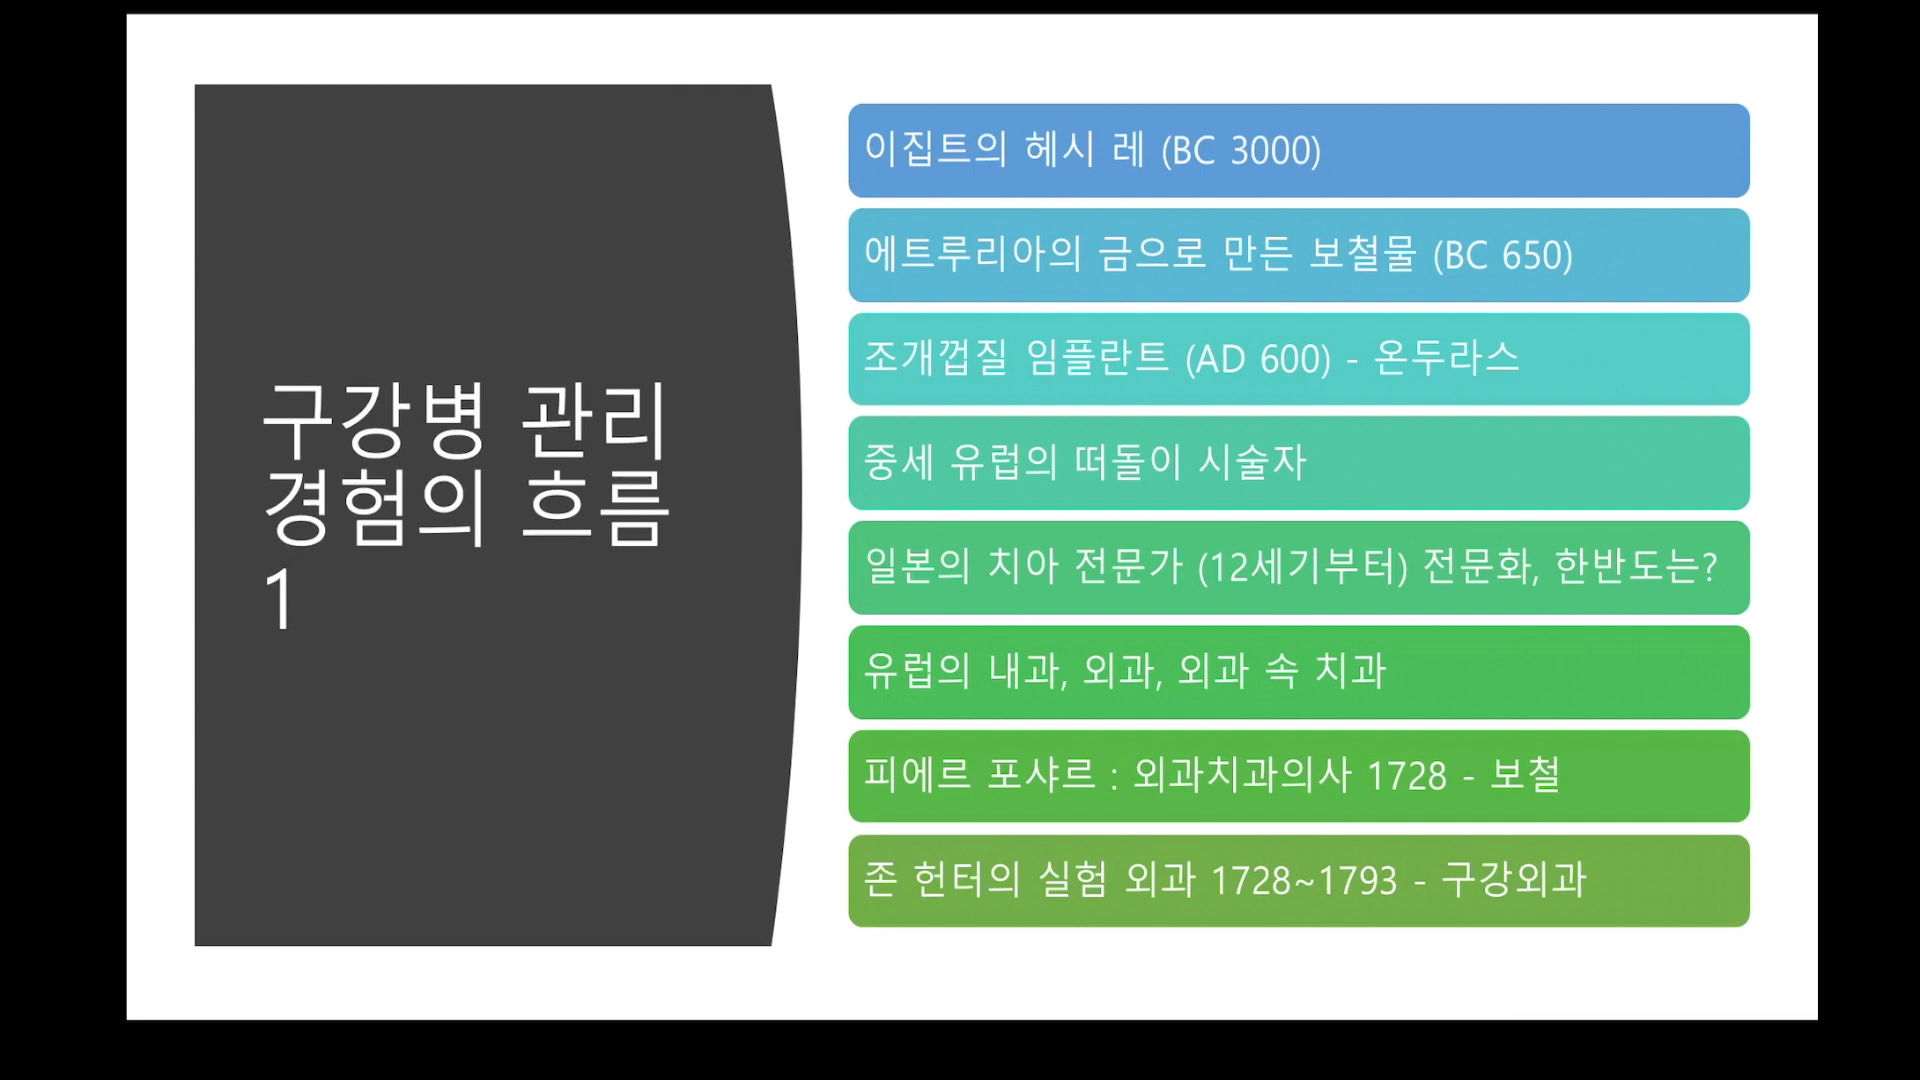 구강병 관리
경험의 흐름
1
이집트의 헤시 레 (BC 3000)
에트루리아의 금으로 만든 보철물 (BC 650)
조개껍질 임플란트 (AD 600) - 온두라스
중세 유럽의 떠돌이 시술자
일본의 치아 전문가 (12세기부터) 전문화, 한반도는?
유럽의 내과, 외과, 외과 속 치과
피에르 포샤르 : 외과치과의사 1728 - 보철
존 헌터의 실험 외과 1728~1793 - 구강외과